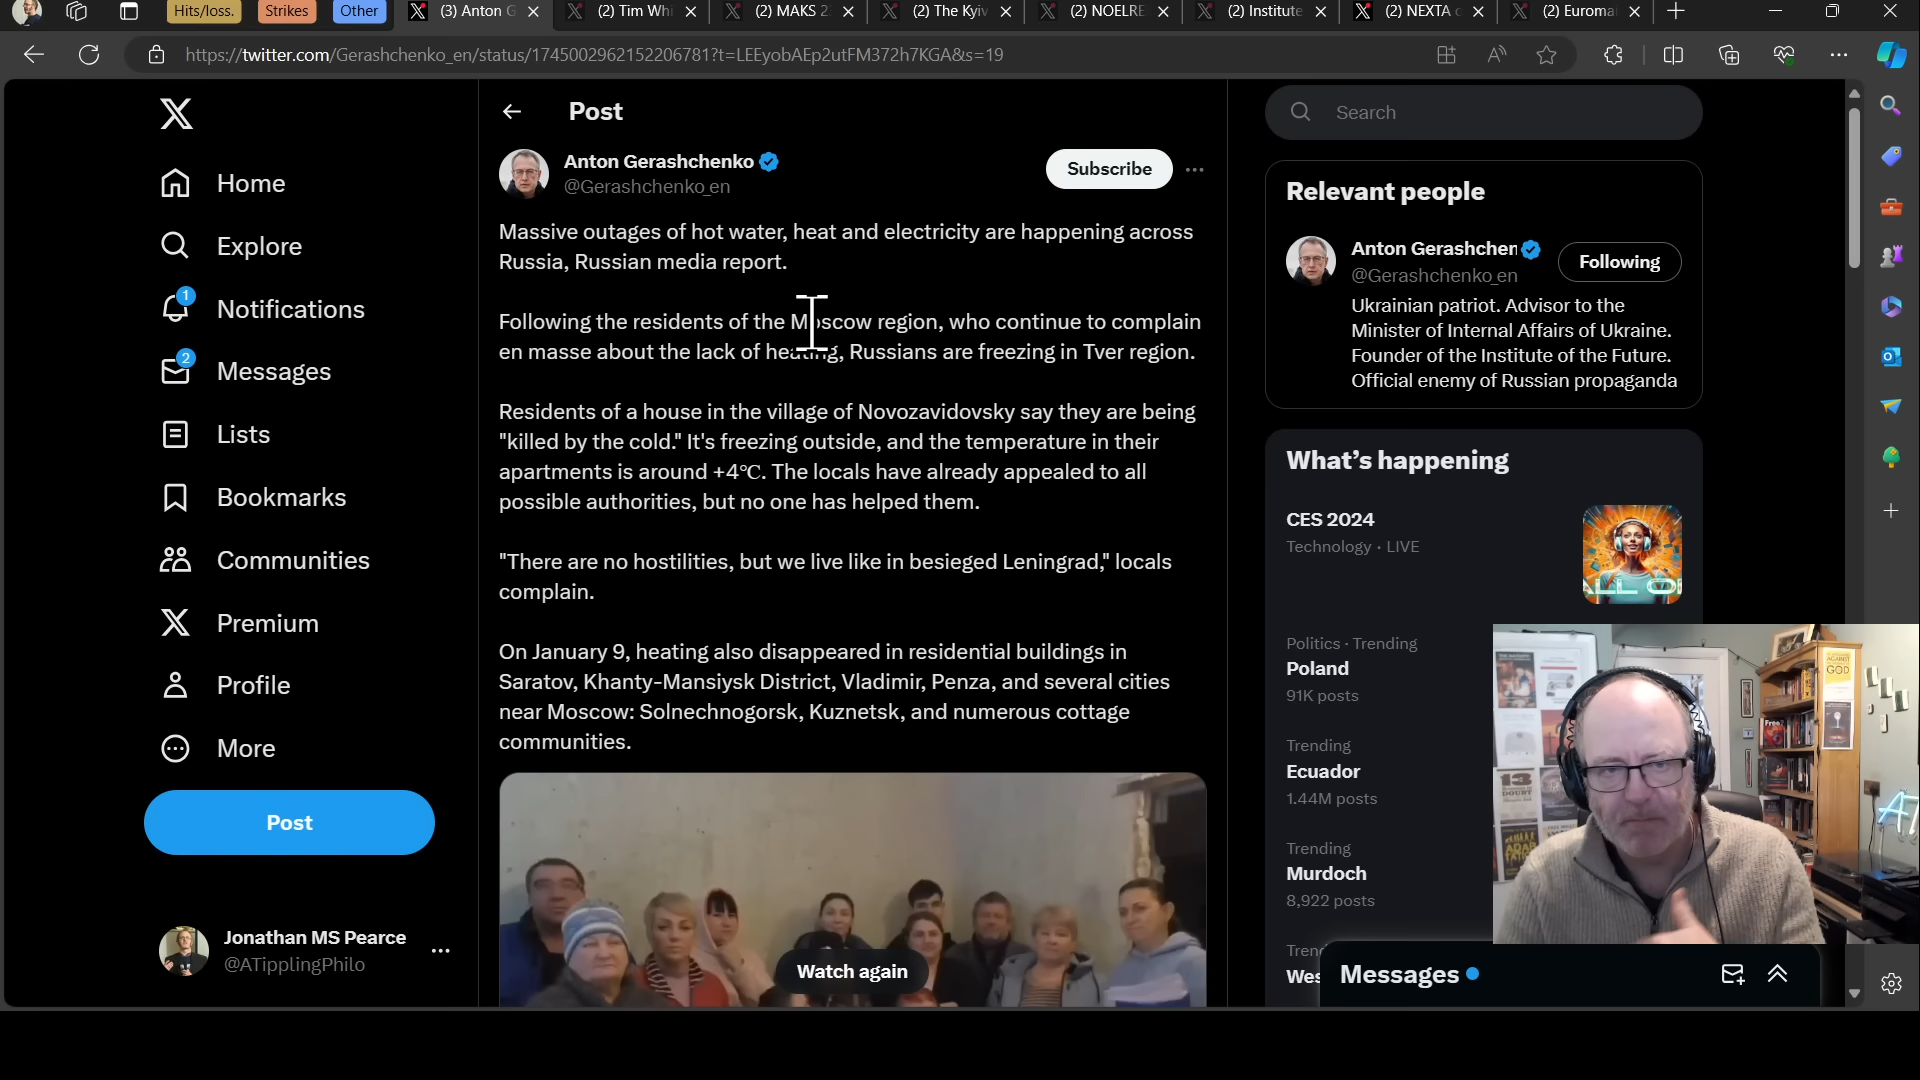 Hits/loss.
Strikes
Other
(3) Anton G
(2) Tim Whi
(2) MAKS 2
(2) The Kyiv
(2) NOELRE
(2) Institute
(2) NEXTA
(2) Euromai
https://twitter.com/Gerashchenko_en/status/1745002962152206781?t=LEEyobAEp2utFM372h7KGA&s=19
Home
Explore
1
Notifications
2
Messages
Lists
Bookmarks
Communities
Premium
Profile
More
Post
Jonathan MS Pearce
@ATipplingPhilo
Post
Anton Gerashchenko
@Gerashchenko_en
Subscribe
Massive outages of hot water, heat and electricity are happening across
Russia, Russian media report.
Following the residents of the Moscow region, who continue to complain
en masse about the lack of heating, Russians are freezing in Tver region.
Residents of a house in the village of Novozavidovsky say they are being
"killed by the cold." It's freezing outside, and the temperature in their
apartments is around +4℃. The locals have already appealed to all
possible authorities, but no one has helped them.
"There are no hostilities, but we live like in besieged Leningrad," locals
complain.
On January 9, heating also disappeared in residential buildings in
Saratov, Khanty-Mansiysk District, Vladimir, Penza, and several cities
near Moscow: Solnechnogorsk, Kuznetsk, and numerous cottage
communities.
Watch again
Search
Relevant people
Anton Gerashchen
@Gerashchenko_en
Following
Ukrainian patriot. Advisor to the
Minister of Internal Affairs of Ukraine.
Founder of the Institute of the Future.
Official enemy of Russian propaganda
What's happening
CES 2024
Technology · LIVE
ALL O
Politics · Trending
Poland
91K posts
Trending
Ecuador
1.44M posts
Trending
Murdoch
8,922 posts
Trend
Wes
Messages
GOD
Free?
13
DOUBT